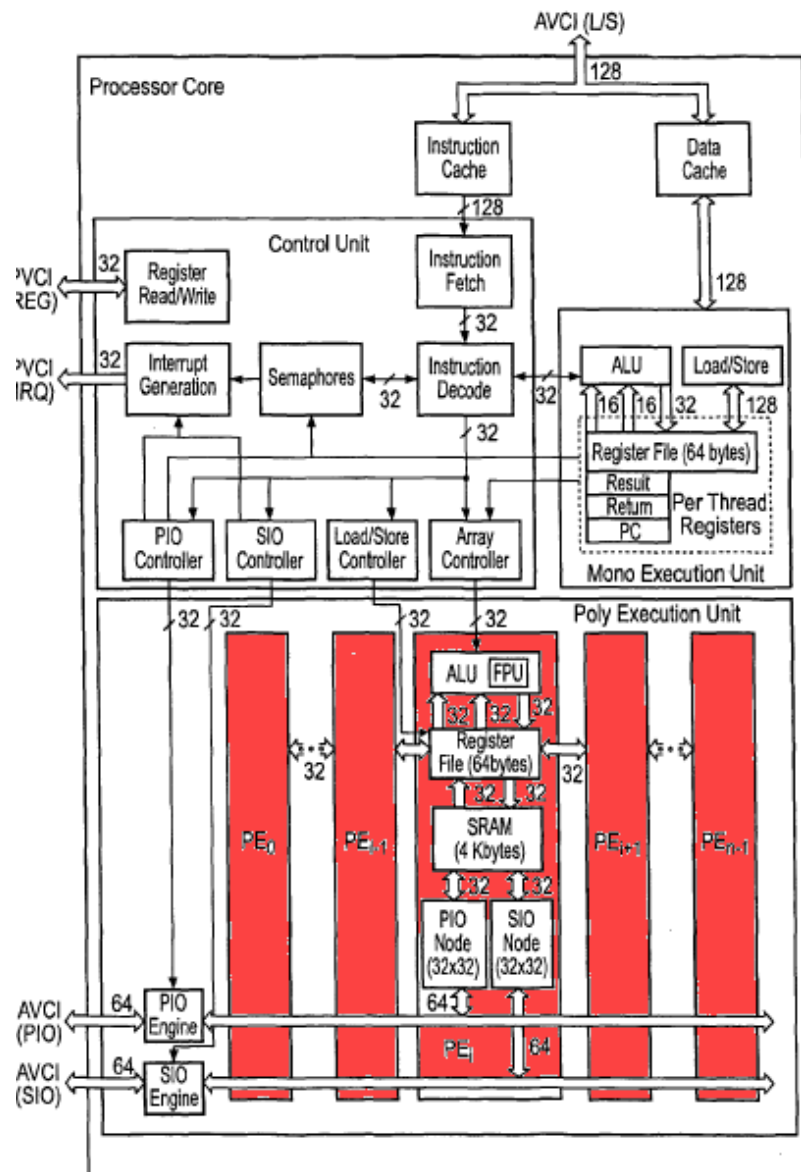 AVCI (L/S)
128
Processor Core
Instruction
Cache
Data
Cache
128
Control Unit
32
PVCI
REG)
Register
Read/Write
Instruction
Fetch
128
32
32
PVCI
IRQ)
Interrupt
Generation
Semaphores
32
Instruction
Decode
32
ALU
Load/Store
16
16
32
128
32
Register File (64 bytes)
Result
Return
PC
Per Thread
Registers
PIO
Controller
SIO
Controller
Load/Store
Controller
Array
Controller
Mono Execution Unit
32
32
32
32
Poly Execution Unit
ALU
FPU
32
32
32
Register
File (64bytes)
32
32
32
32
SRAM
(4 Kbytes)
PE0
PEi-1
PEi+1
PEn-1
32
32
PIO
Node
(32x32)
SIO
Node
(32x32)
64
AVCI
(PIO)
64
PIO
Engine
PEi
64
AVCI
(SIO)
64
SIO
Engine